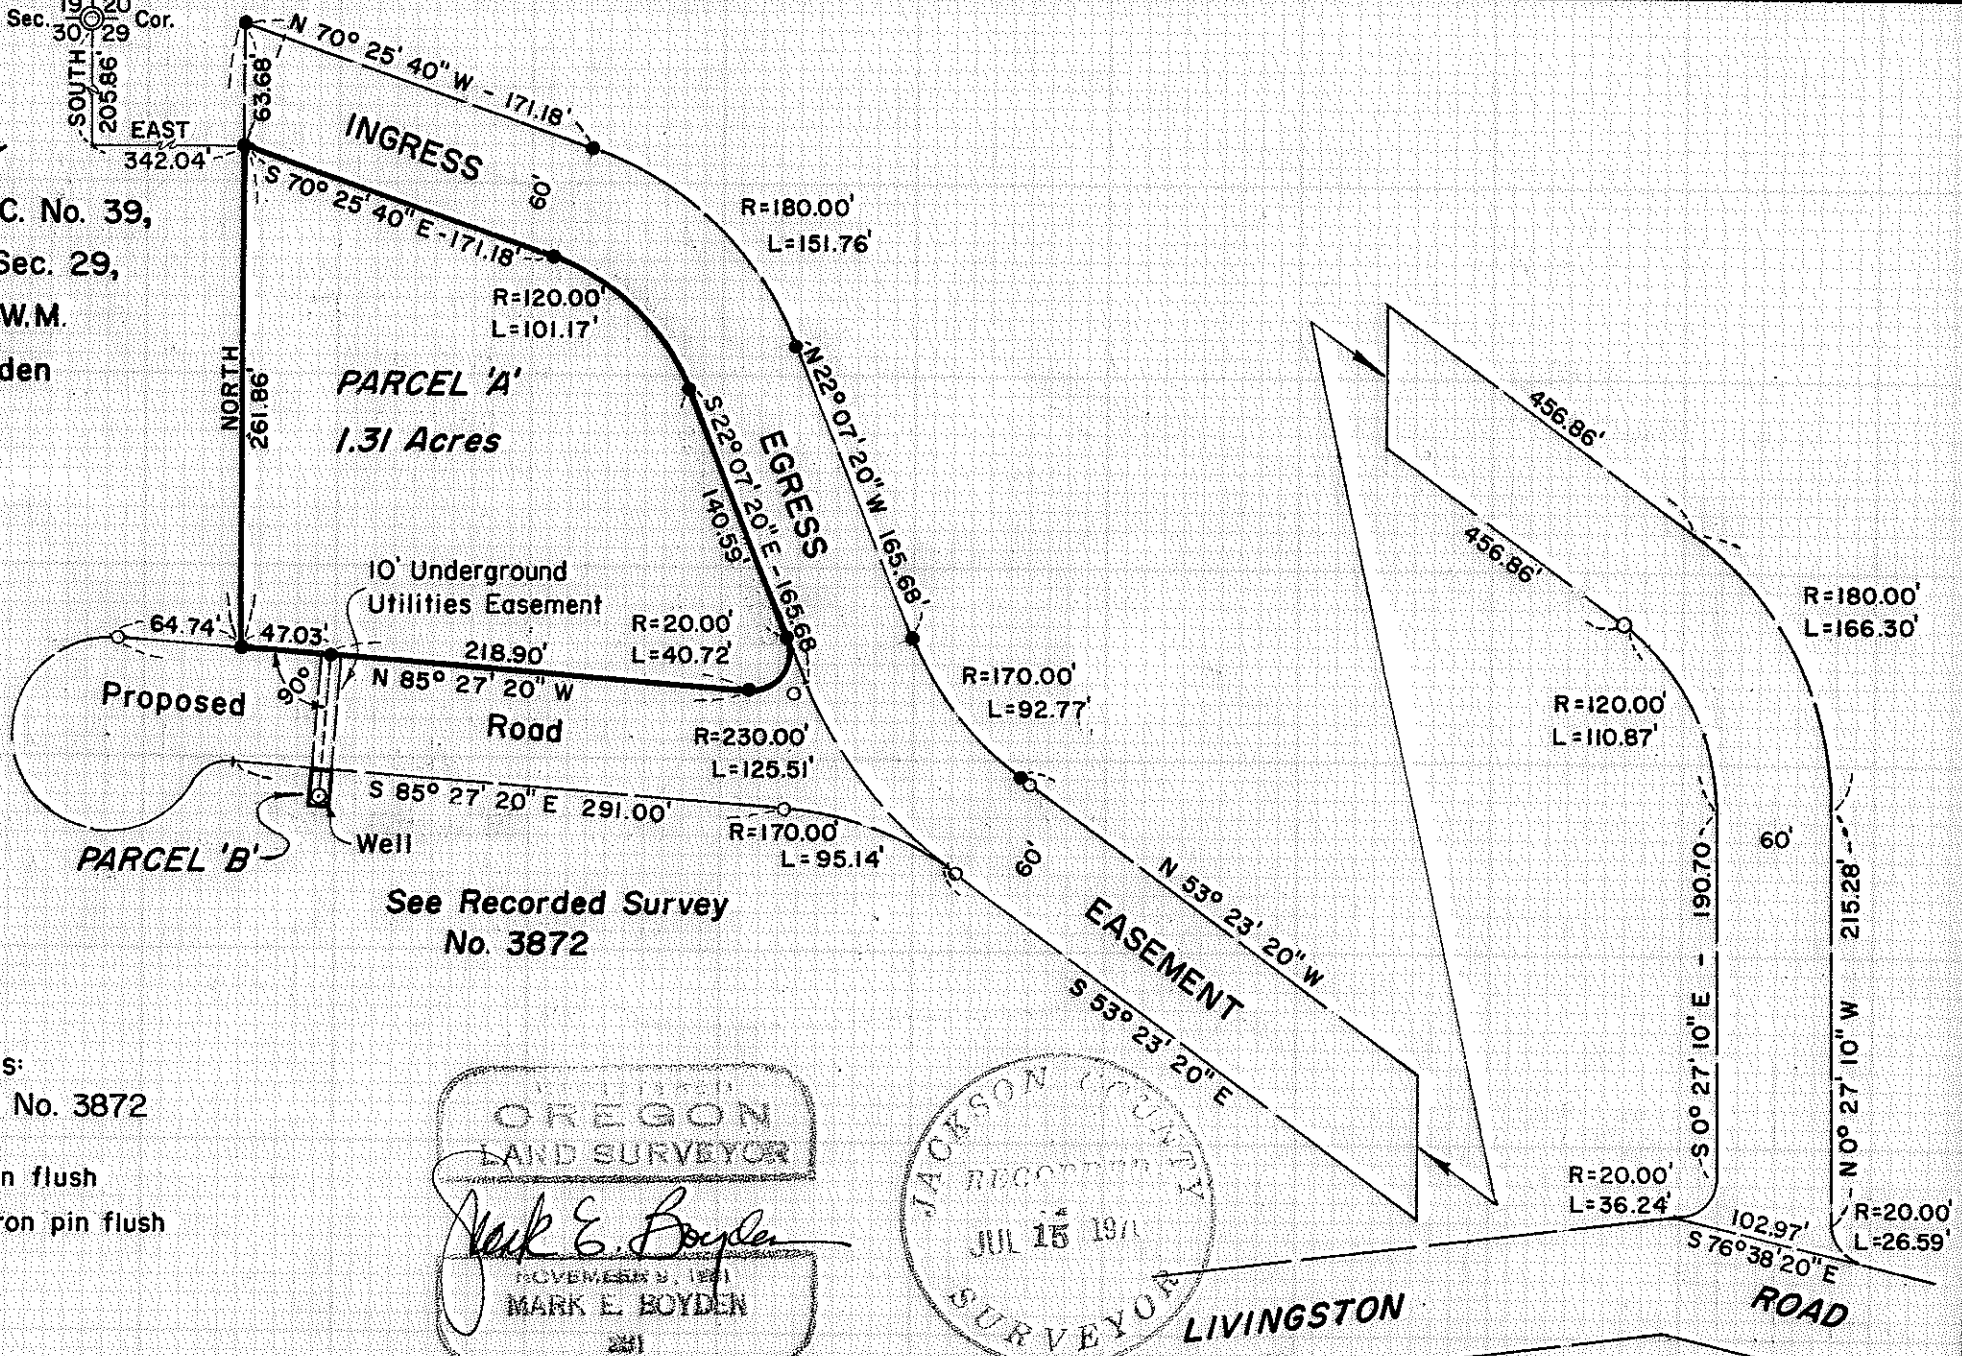 19 20
Sec. Cor.
30 29
SOUTH
205.86'
EAST
342.04'
63.68'
N 70° 25' 40" W - 171.18'
INGRESS
60'
S 70° 25' 40" E - 171.18'
C. No. 39,
Sec. 29,
W.M.
den
R=180.00'
L=151.76'
R=120.00'
L=101.17'
NORTH
261.86'
PARCEL 'A'
1.31 Acres
N 22° 07' 20" W 165.68'
S 22° 07' 20" E - 165.68
140.59'
EGRESS
10' Underground
Utilities Easement
64.74'
47.03'
218.90'
N 85° 27' 20" W
R=20.00'
L=40.72'
90°
Proposed
Road
R=230.00'
L=125.51'
R=170.00'
L=92.77'
S 85° 27' 20" E 291.00'
R=170.00'
L=95.14'
PARCEL 'B'
Well
See Recorded Survey
No. 3872
60'
EASEMENT
N 53° 23' 20" W
S 53° 23' 20" E
456.86'
456.86'
R=180.00'
L=166.30'
R=120.00'
L=110.87'
60'
S 0° 27' 10" E - 190.70
N 0° 27' 10" W 215.28'
R=20.00'
L=36.24'
102.97'
S 76° 38' 20" E
R=20.00'
L=26.59'
LIVINGSTON
ROAD
s:
No. 3872
n flush
ron pin flush
OREGON
LAND SURVEYOR
Mark E. Boyden
MARK E. BOYDEN
281
JACKSON COUNTY
RECORDED
JUL 15 197
SURVEYOR